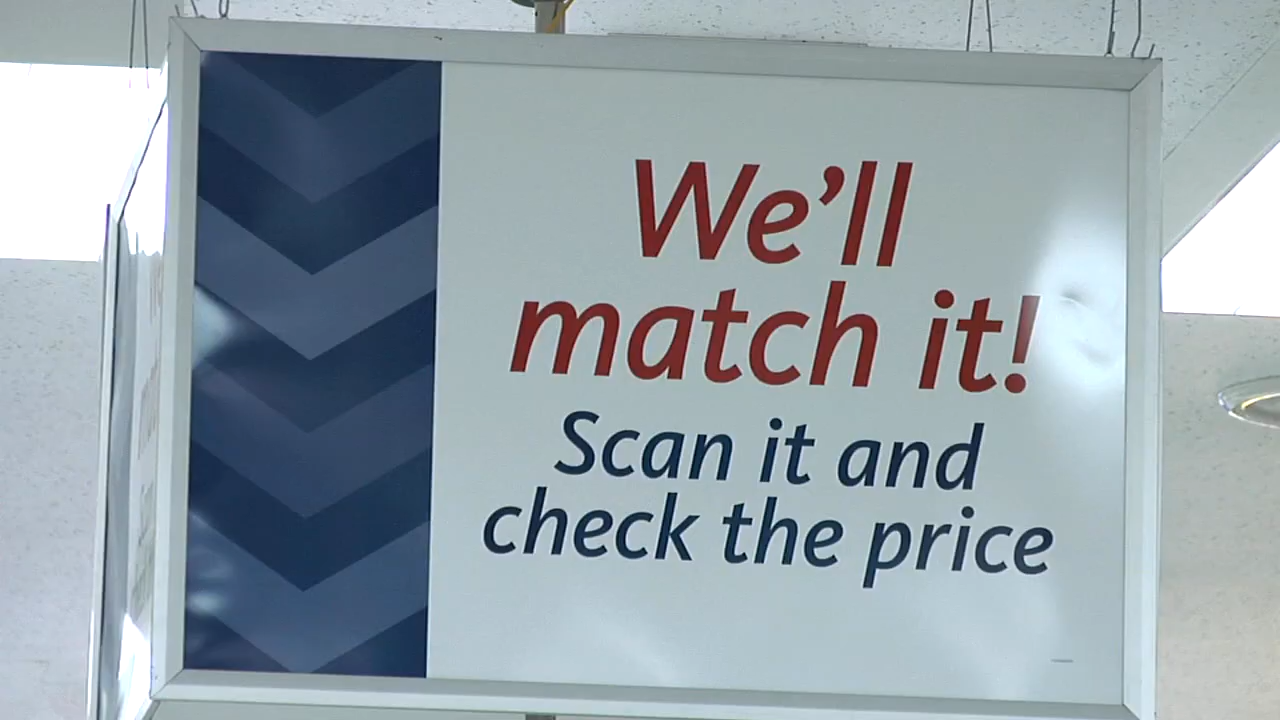 We’ll
match it!
Scan it and
check the price